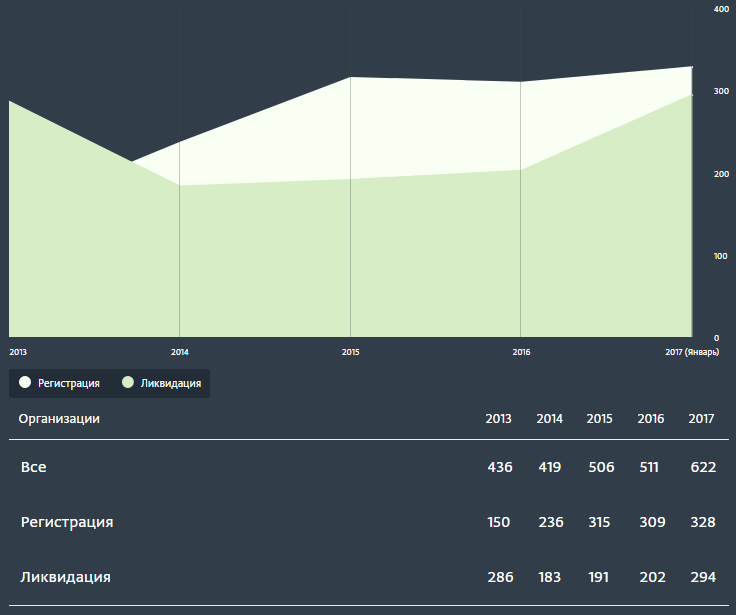 400
300
200
100
0
2013 2014 2015 2016 2017 (Январь)
Регистрация Ликвидация
Организации 2013 2014 2015 2016 2017
Все 436 419 506 511 622
Регистрация 150 236 315 309 328
Ликвидация 286 183 191 202 294